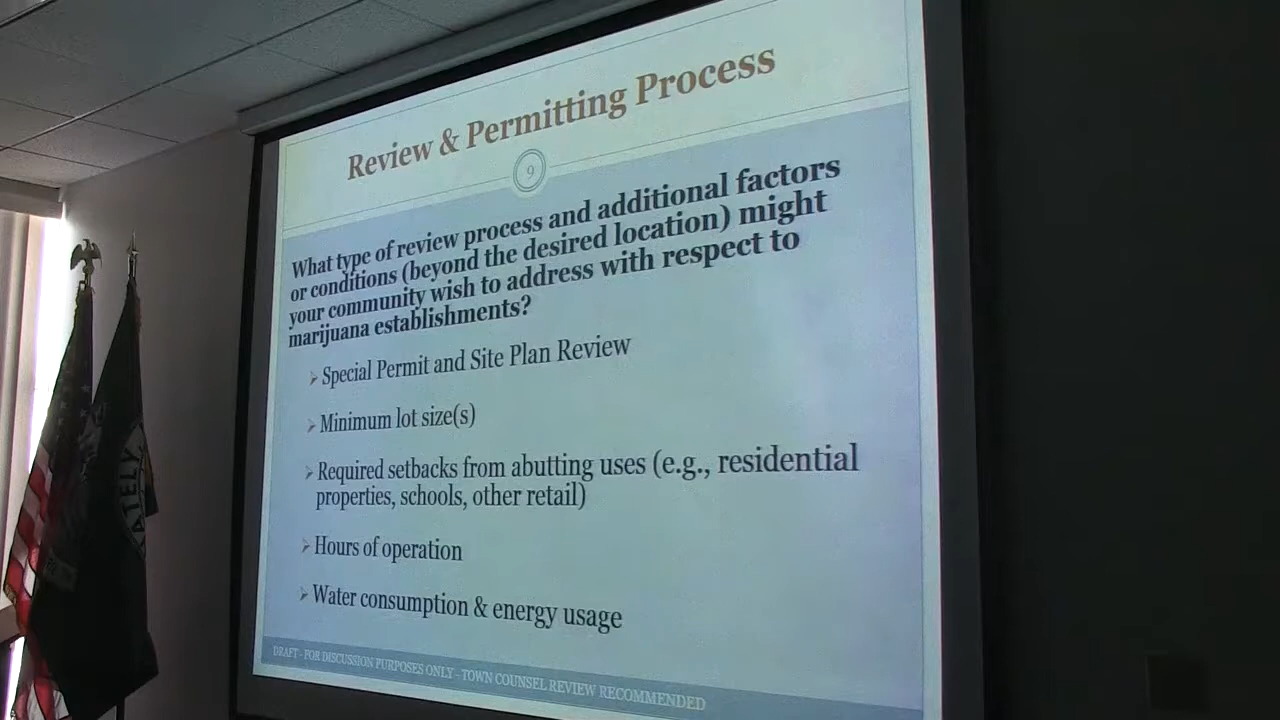 Review & Permitting Process
9
What type of review process and additional factors
or conditions (beyond the desired location) might
your community wish to address with respect to
marijuana establishments?
Special Permit and Site Plan Review
Minimum lot size(s)
Required setbacks from abutting uses (e.g., residential
properties, schools, other retail)
Hours of operation
Water consumption & energy usage
DRAFT - FOR DISCUSSION PURPOSES ONLY - TOWN COUNSEL REVIEW RECOMMENDED